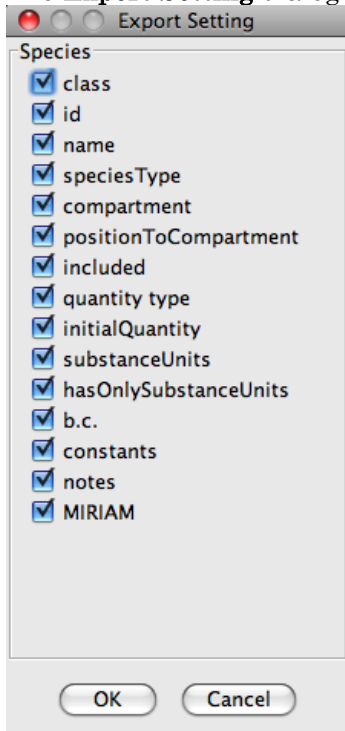 Export Setting
Species
class
id
name
speciesType
compartment
positionToCompartment
included
quantity type
initialQuantity
substanceUnits
hasOnlySubstanceUnits
b.c.
constants
notes
MIRIAM
OK Cancel